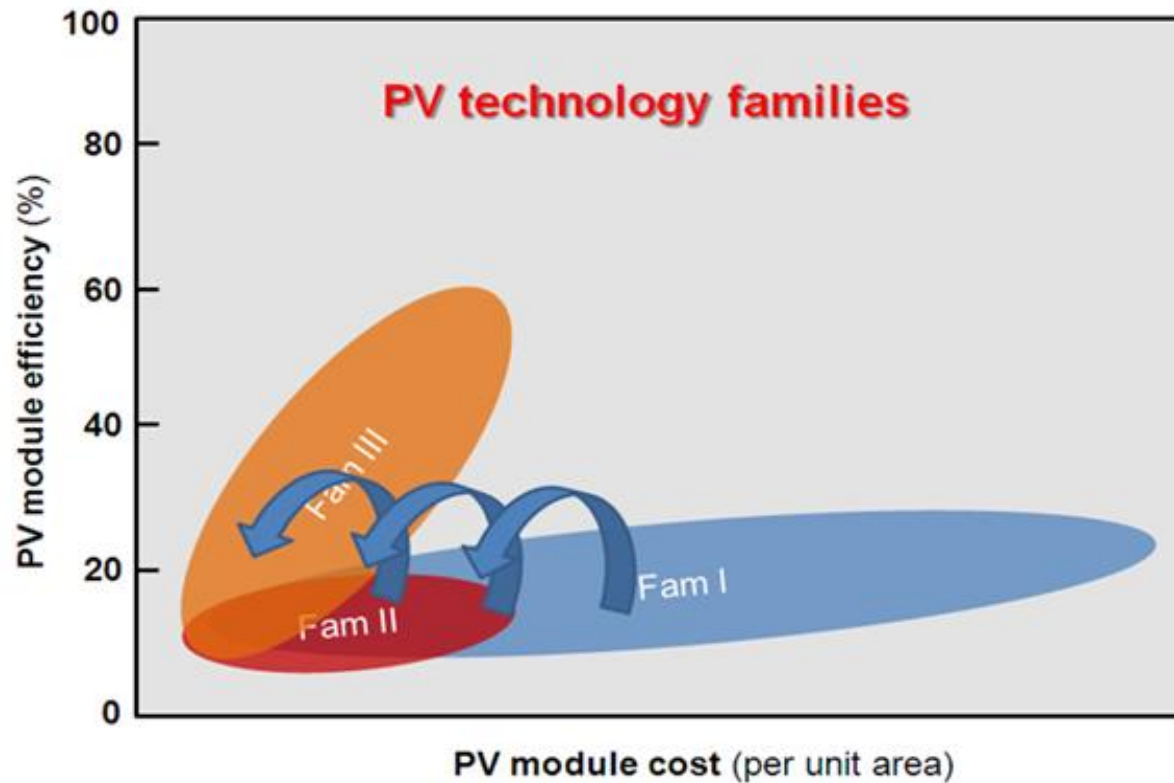 PV technology families
100
80
60
40
20
0
PV module efficiency (%)
Fam III
Fam I
Fam II
PV module cost (per unit area)